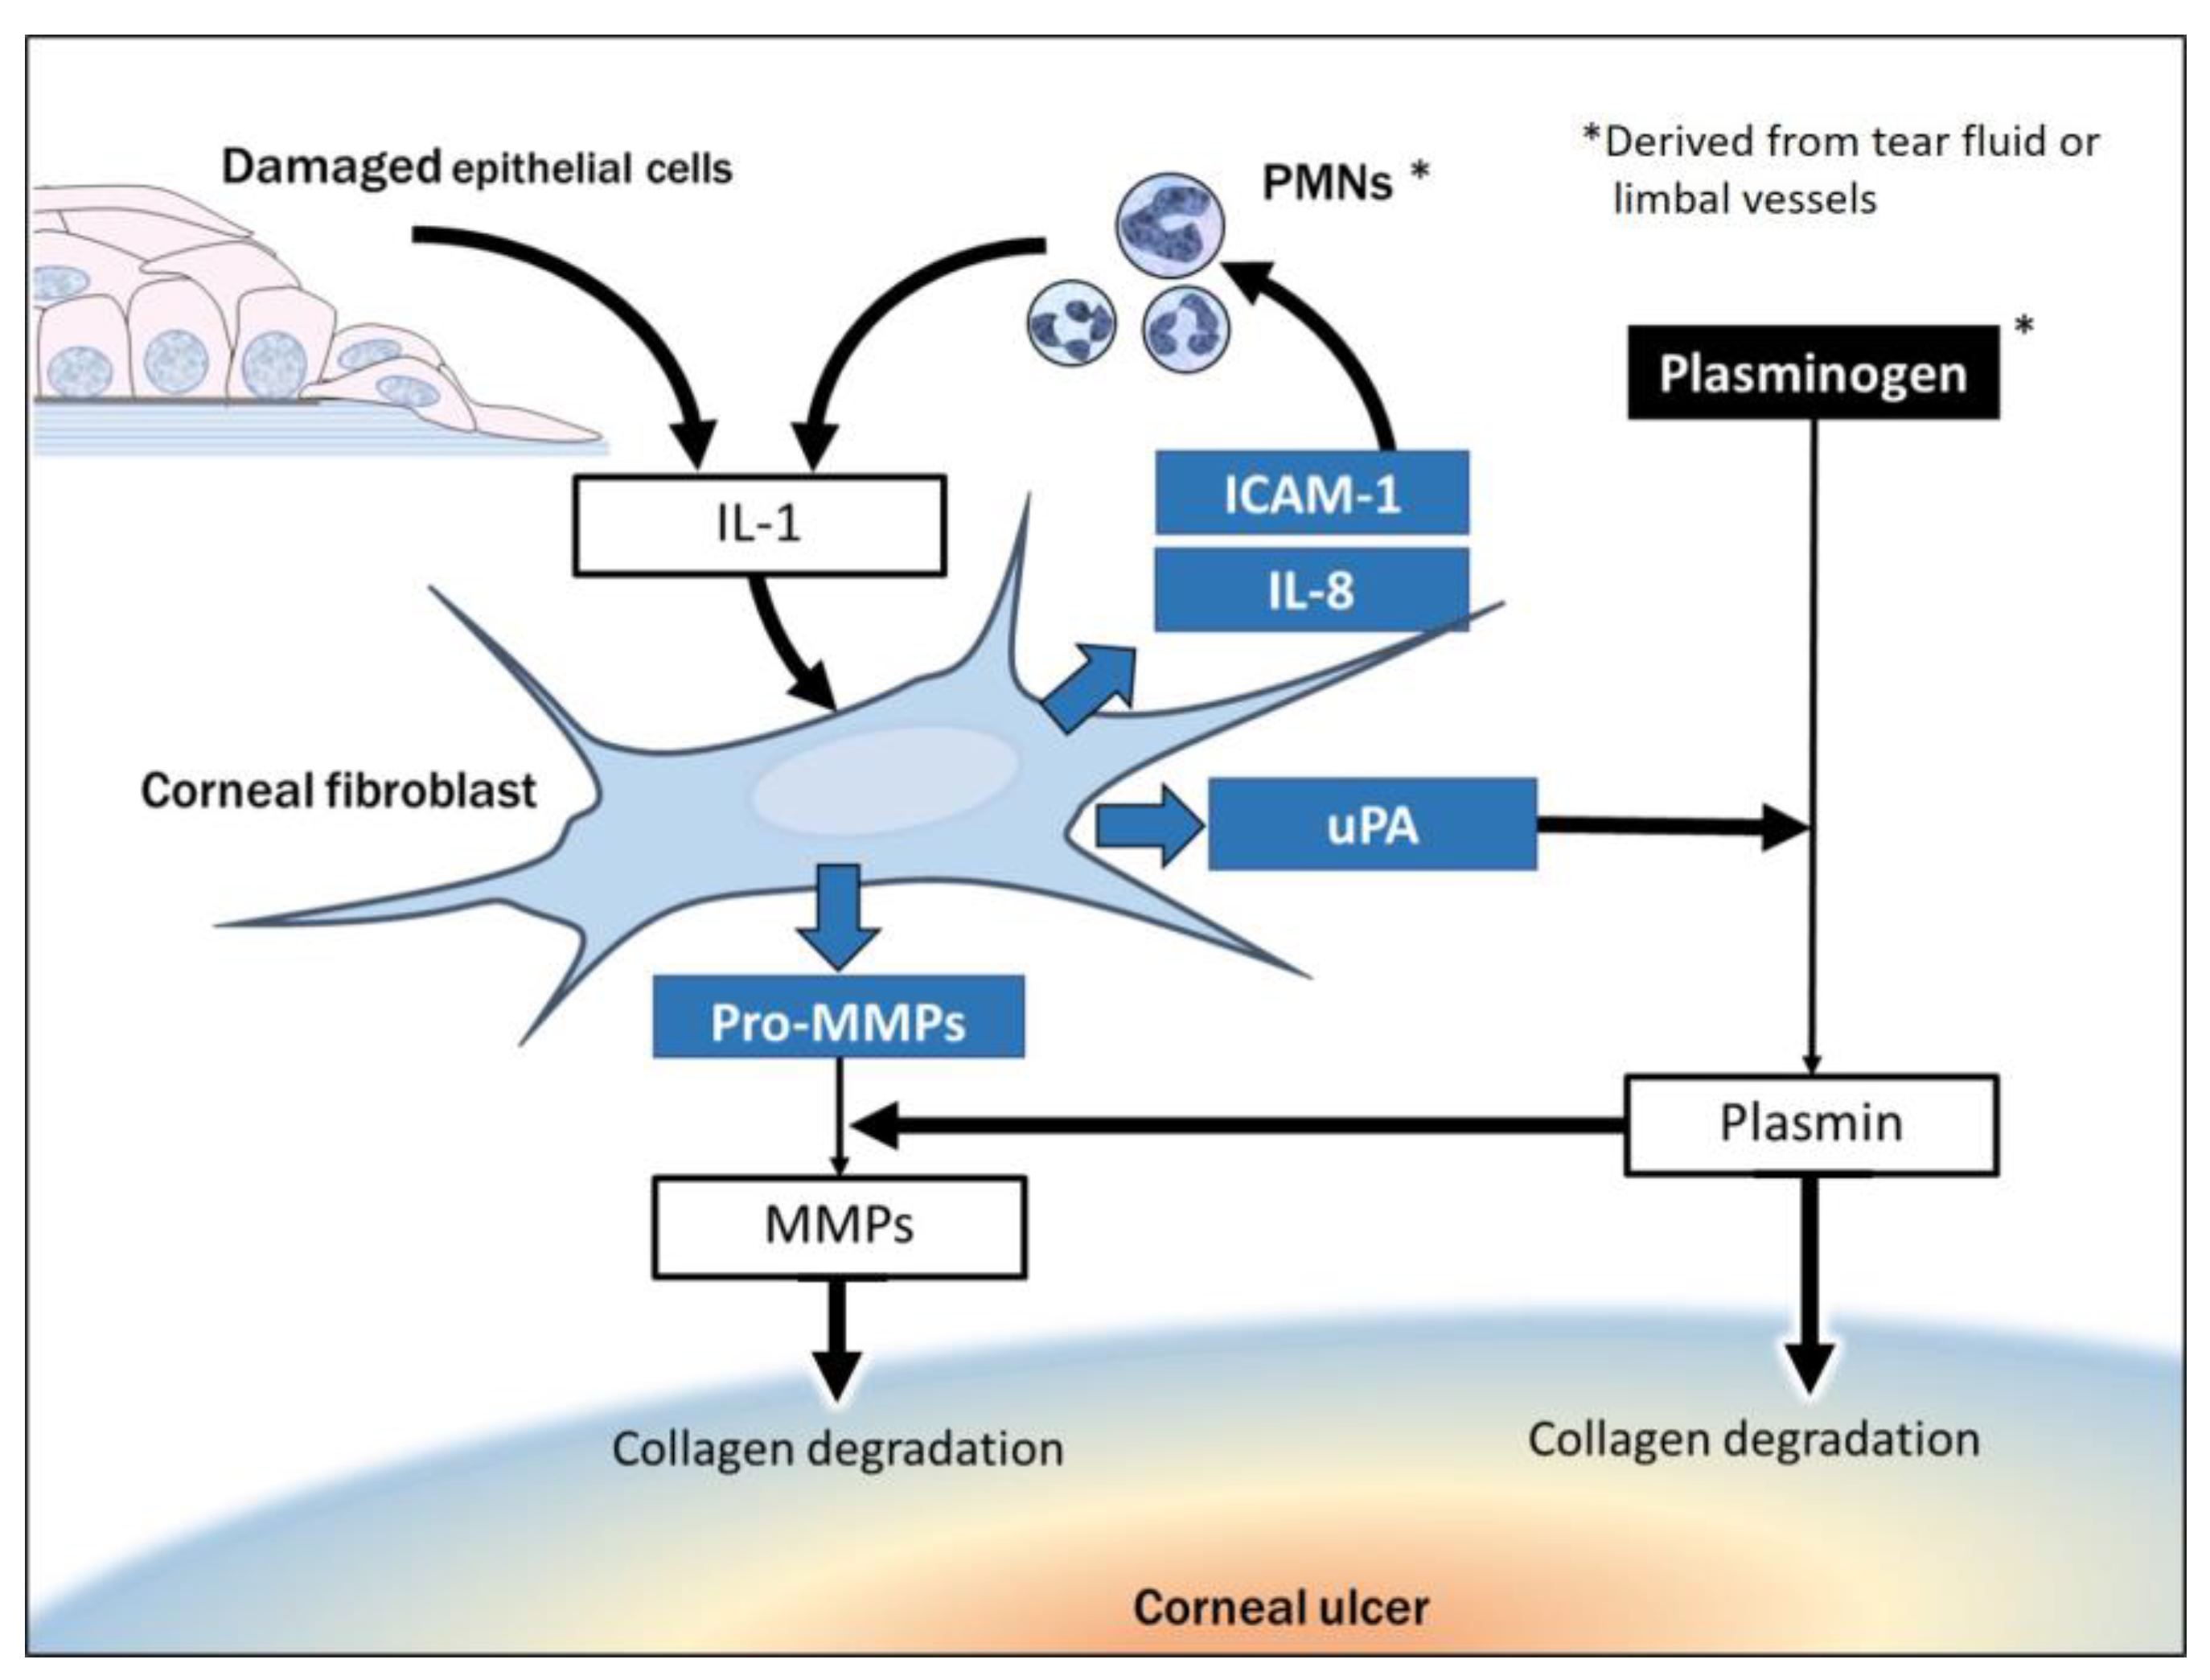 Damaged epithelial cells
PMNs *
*Derived from tear fluid or
limbal vessels
Plasminogen *
IL-1
ICAM-1
IL-8
Corneal fibroblast
uPA
Pro-MMPs
Plasmin
MMPs
Collagen degradation
Collagen degradation
Corneal ulcer